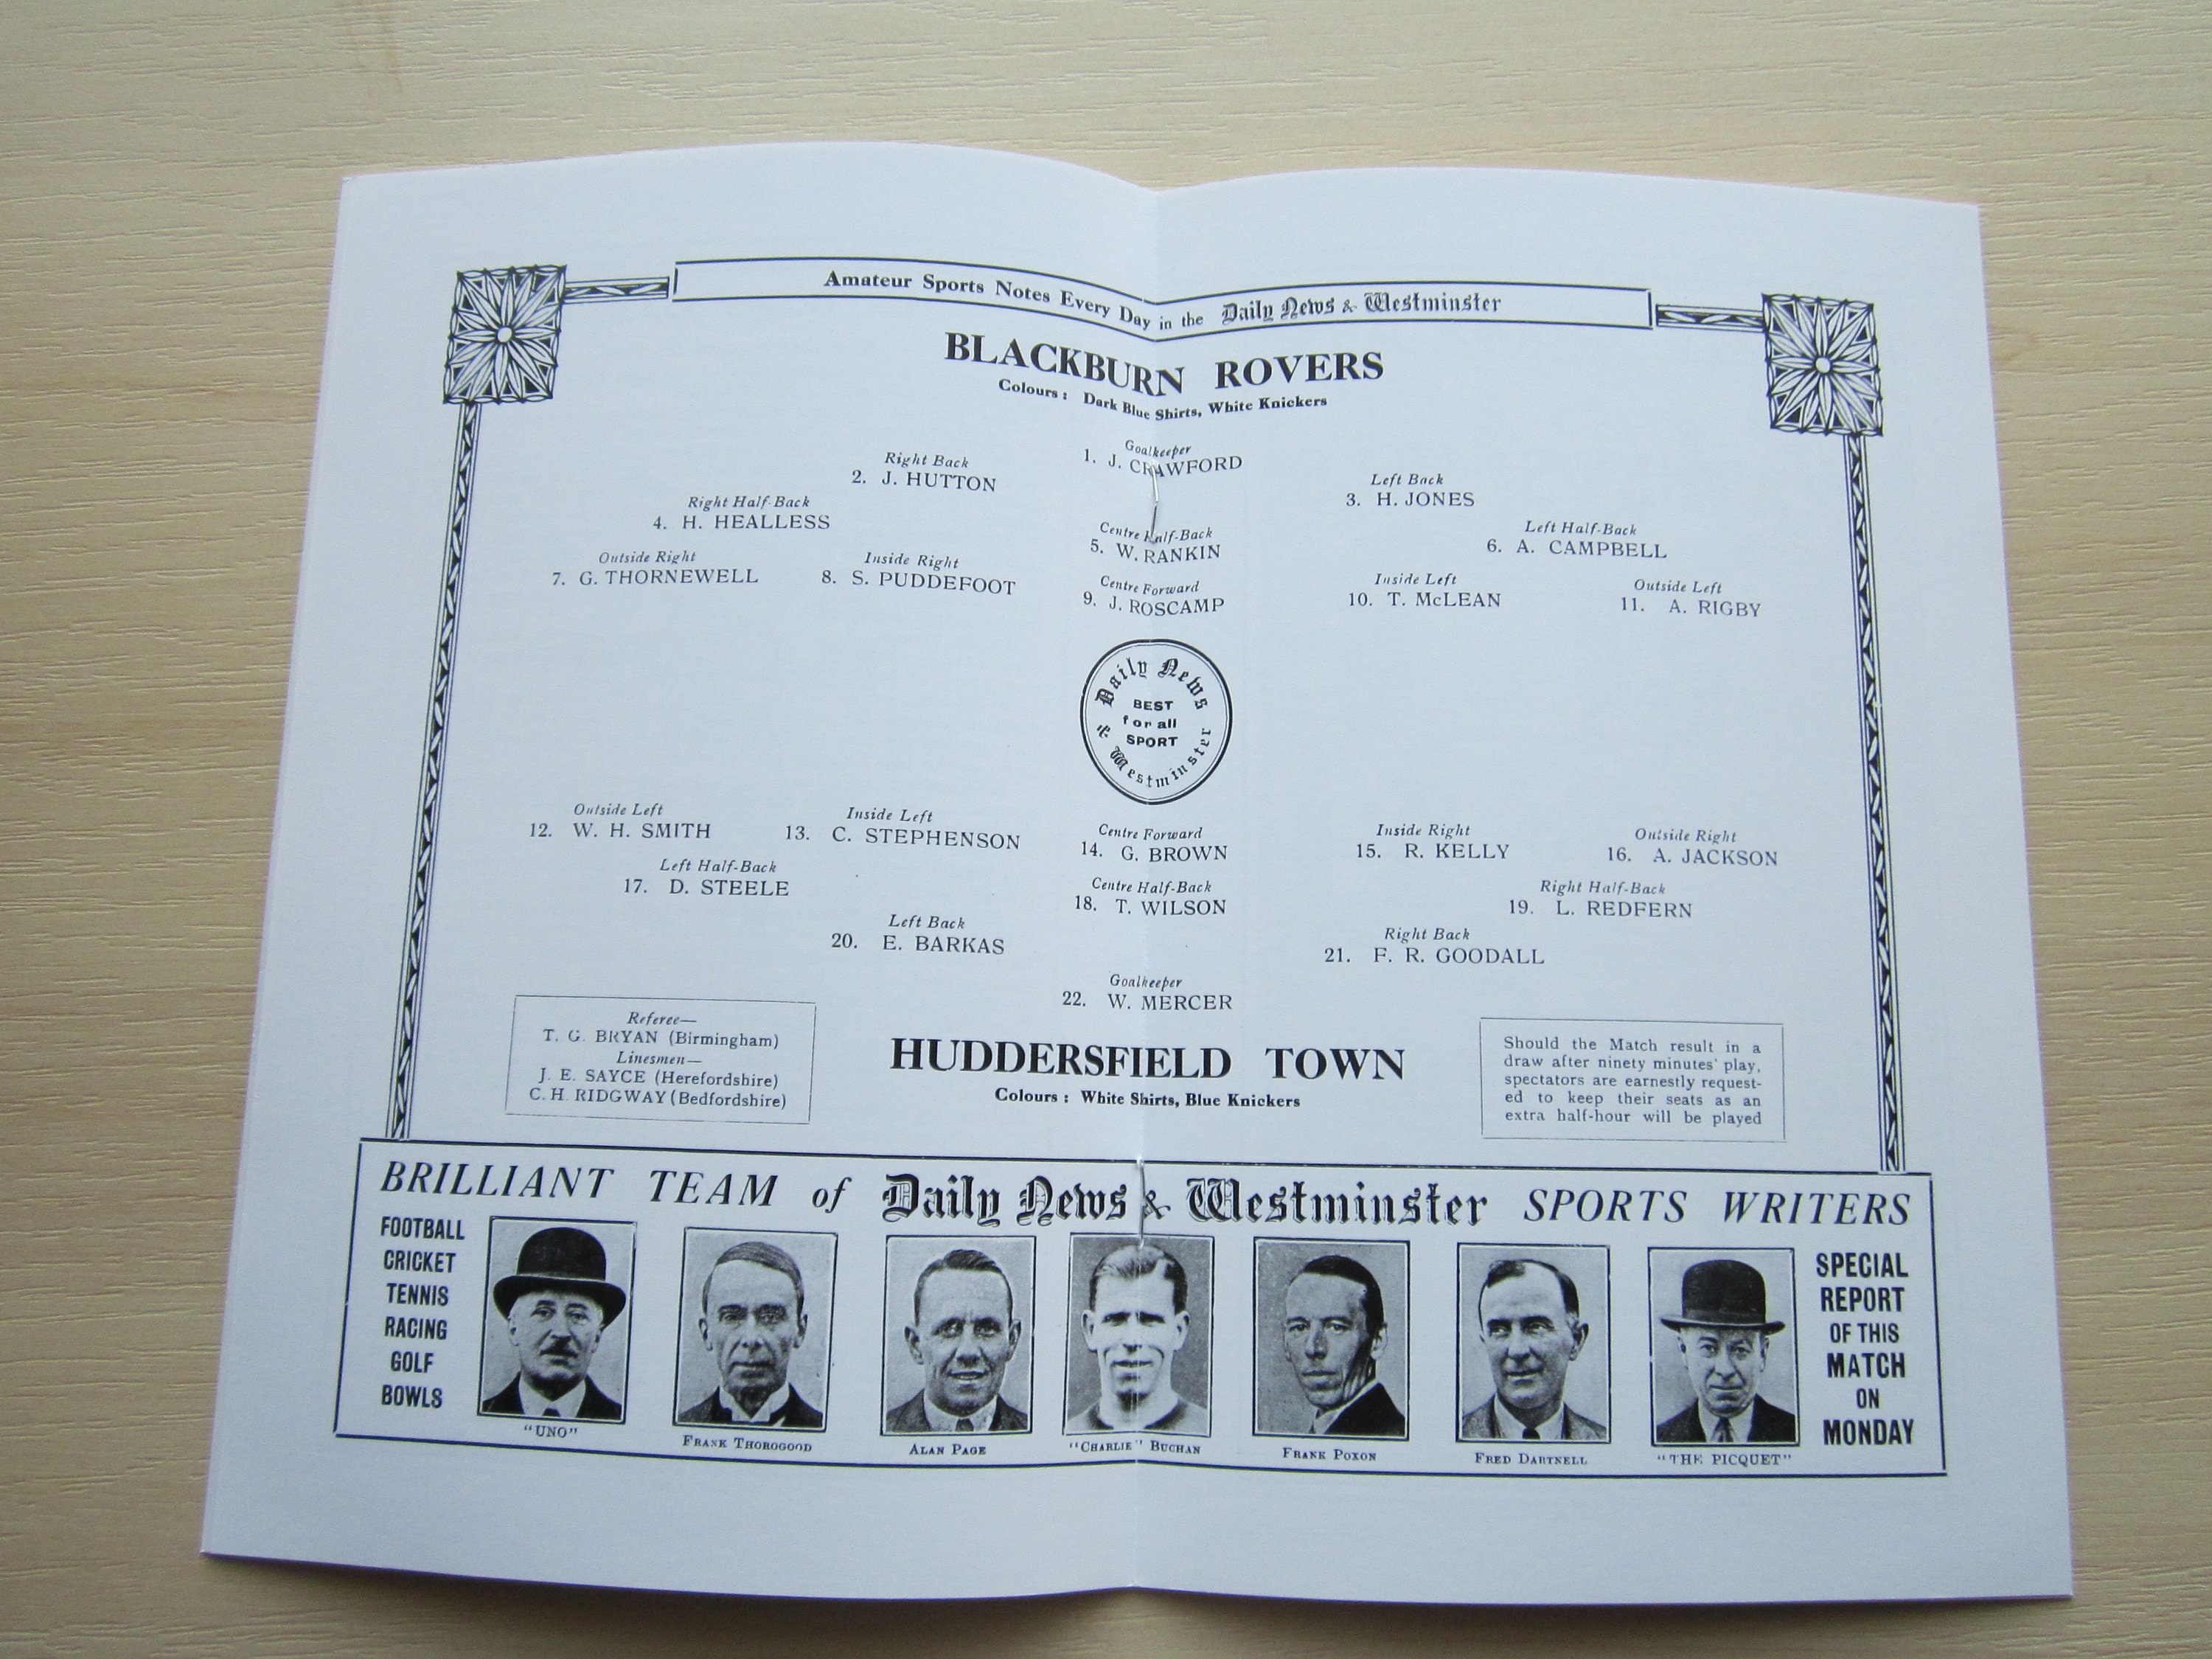 Amateur Sports Notes Every Day in the Daily News & Westminster
BLACKBURN ROVERS
Colours : Dark Blue Shirts, White Knickers
Goalkeeper
1. J. CRAWFORD
Right Back
2. J. HUTTON
Left Back
3. H. JONES
Right Half-Back
4. H. HEALLESS
Centre Half-Back
5. W. RANKIN
Left Half-Back
6. A. CAMPBELL
Outside Right
7. G. THORNEWELL
Inside Right
8. S. PUDDEFOOT
Centre Forward
9. J. ROSCAMP
Inside Left
10. T. McLEAN
Outside Left
11. A. RIGBY
Daily News
BEST
for all
SPORT
& Westminster
Outside Left
12. W. H. SMITH
Inside Left
13. C. STEPHENSON
Centre Forward
14. G. BROWN
Inside Right
15. R. KELLY
Outside Right
16. A. JACKSON
Left Half-Back
17. D. STEELE
Centre Half-Back
18. T. WILSON
Right Half-Back
19. L. REDFERN
Left Back
20. E. BARKAS
Right Back
21. F. R. GOODALL
Goalkeeper
22. W. MERCER
Referee—
T. G. BRYAN (Birmingham)
Linesmen—
J. E. SAYCE (Herefordshire)
C. H. RIDGWAY (Bedfordshire)
HUDDERSFIELD TOWN
Colours : White Shirts, Blue Knickers
Should the Match result in a
draw after ninety minutes' play,
spectators are earnestly request-
ed to keep their seats as an
extra half-hour will be played
BRILLIANT TEAM of Daily News & Westminster SPORTS WRITERS
FOOTBALL
CRICKET
TENNIS
RACING
GOLF
BOWLS
"UNO"
FRANK THOROGOOD
ALAN PAGE
"CHARLIE" BUCHAN
FRANK POXON
FRED DARTNELL
"THE PICQUET"
SPECIAL
REPORT
OF THIS
MATCH
ON
MONDAY